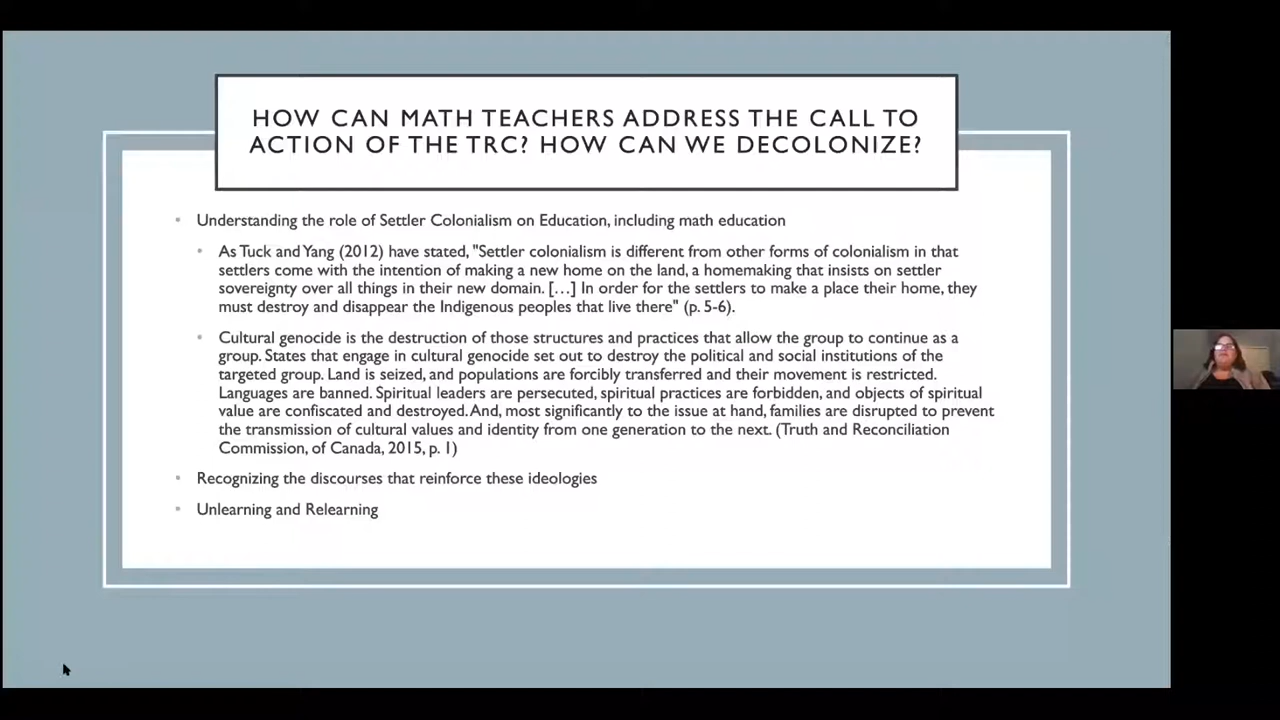 HOW CAN MATH TEACHERS ADDRESS THE CALL TO
ACTION OF THE TRC? HOW CAN WE DECOLONIZE?
Understanding the role of Settler Colonialism on Education, including math education
As Tuck and Yang (2012) have stated, "Settler colonialism is different from other forms of colonialism in that
settlers come with the intention of making a new home on the land, a homemaking that insists on settler
sovereignty over all things in their new domain. […] In order for the settlers to make a place their home, they
must destroy and disappear the Indigenous peoples that live there" (p. 5-6).
Cultural genocide is the destruction of those structures and practices that allow the group to continue as a
group. States that engage in cultural genocide set out to destroy the political and social institutions of the
targeted group. Land is seized, and populations are forcibly transferred and their movement is restricted.
Languages are banned. Spiritual leaders are persecuted, spiritual practices are forbidden, and objects of spiritual
value are confiscated and destroyed. And, most significantly to the issue at hand, families are disrupted to prevent
the transmission of cultural values and identity from one generation to the next. (Truth and Reconciliation
Commission, of Canada, 2015, p. 1)
Recognizing the discourses that reinforce these ideologies
Unlearning and Relearning